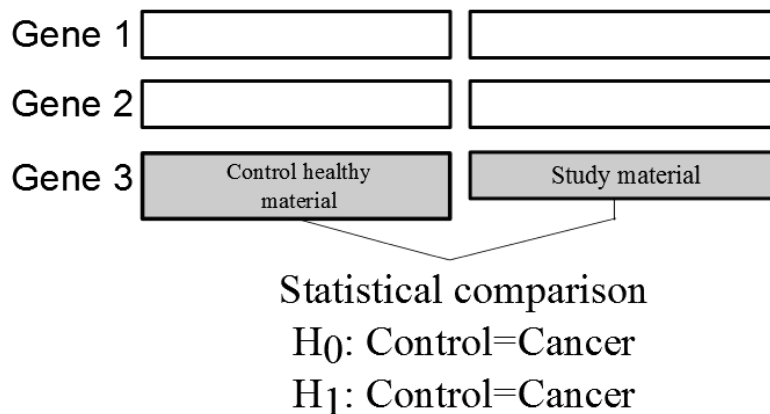 Gene 1
Gene 2
Gene 3
Control healthy
material
Study material
Statistical comparison
H0: Control=Cancer
H1: Control=Cancer